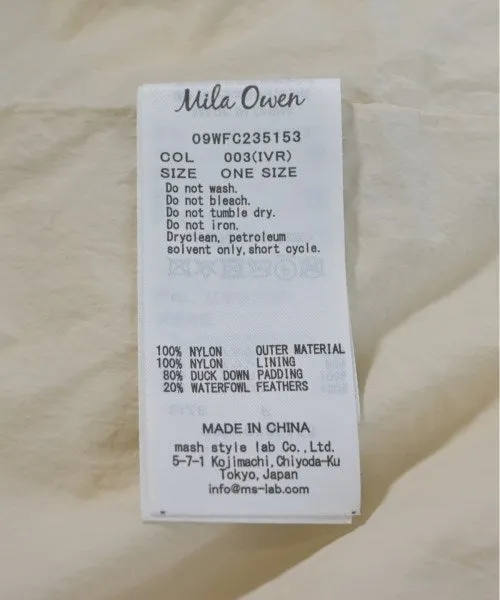 Mila Owen
09WFC235153
COL 003(IVR)
SIZE ONE SIZE
Do not wash.
Do not bleach.
Do not tumble dry.
Do not iron.
Dryclean, petroleum
solvent only,short cycle.
100% NYLON OUTER MATERIAL
100% NYLON LINING
80% DUCK DOWN PADDING
20% WATERFOWL FEATHERS
MADE IN CHINA
mash style lab Co.,Ltd.
5-7-1 Kojimachi,Chiyoda-Ku
Tokyo,Japan
info@ms-lab.com